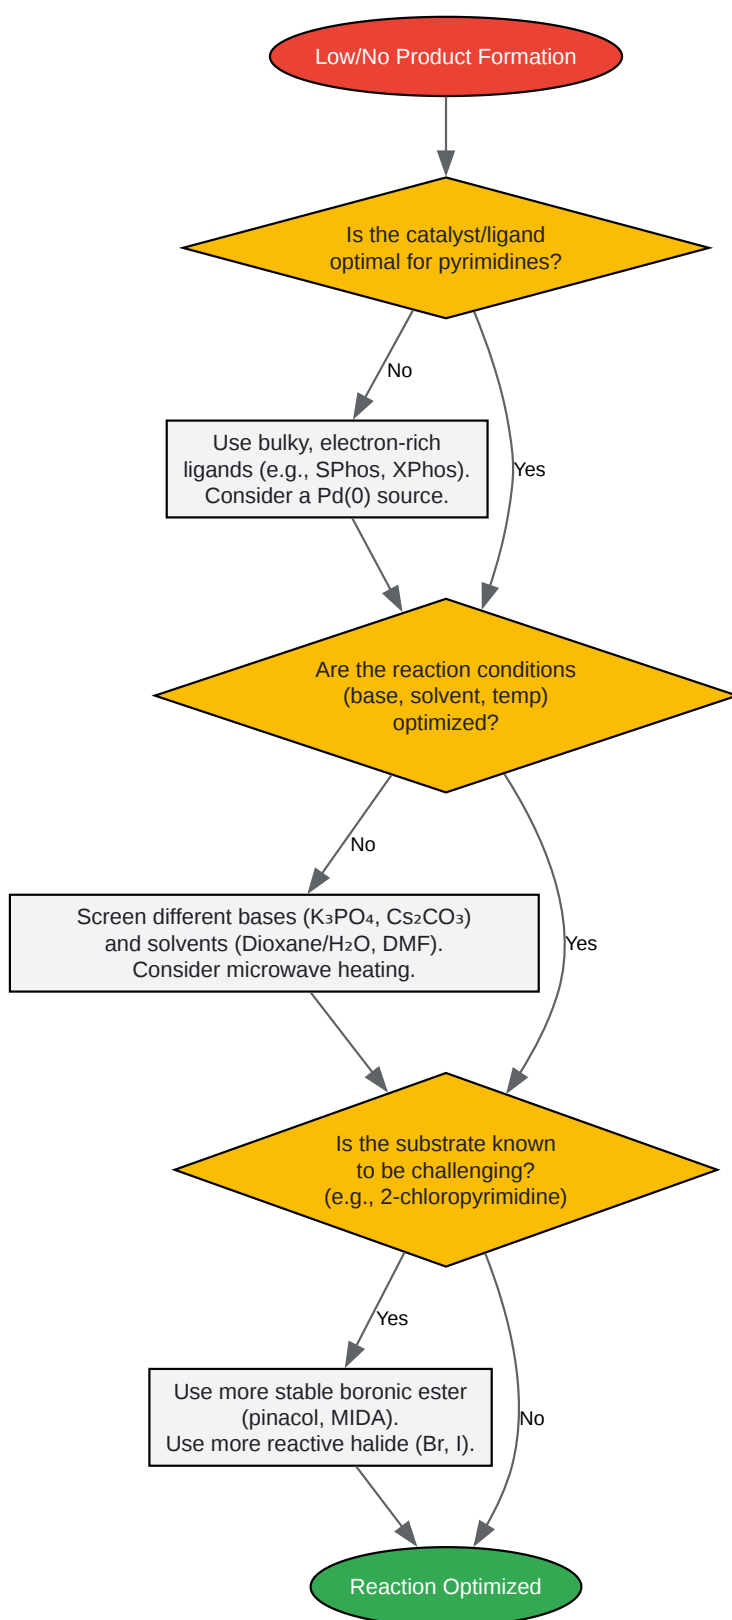 Low/No Product Formation
Is the catalyst/ligand
optimal for pyrimidines?
No
Yes
Use bulky, electron-rich
ligands (e.g., SPhos, XPhos).
Consider a Pd(0) source.
Are the reaction conditions
(base, solvent, temp)
optimized?
No
Yes
Screen different bases (K₃PO₄, Cs₂CO₃)
and solvents (Dioxane/H₂O, DMF).
Consider microwave heating.
Is the substrate known
to be challenging?
(e.g., 2-chloropyrimidine)
Yes
No
Use more stable boronic ester
(pinacol, MIDA).
Use more reactive halide (Br, I).
Reaction Optimized